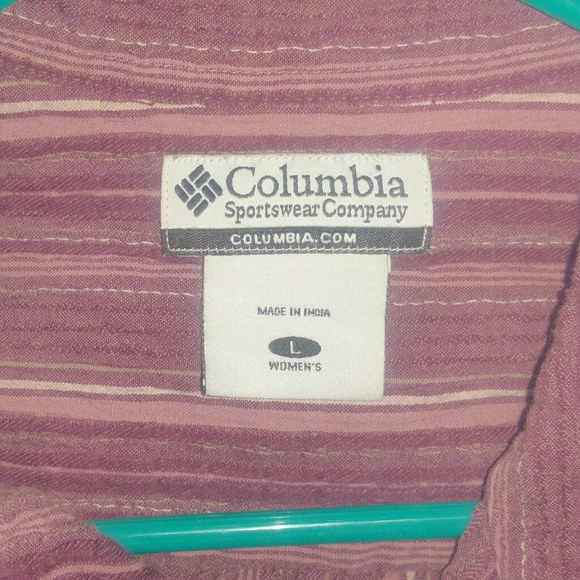 Columbia
Sportswear Company
COLUMBIA.COM
MADE IN INDIA
L
WOMEN'S